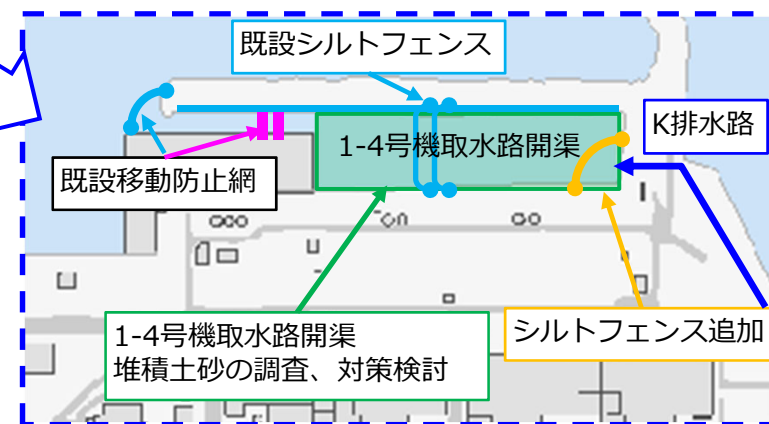 既設シルトフェンス
K排水路
1-4号機取水路開渠
既設移動防止網
1-4号機取水路開渠
堆積土砂の調査、対策検討
シルトフェンス追加